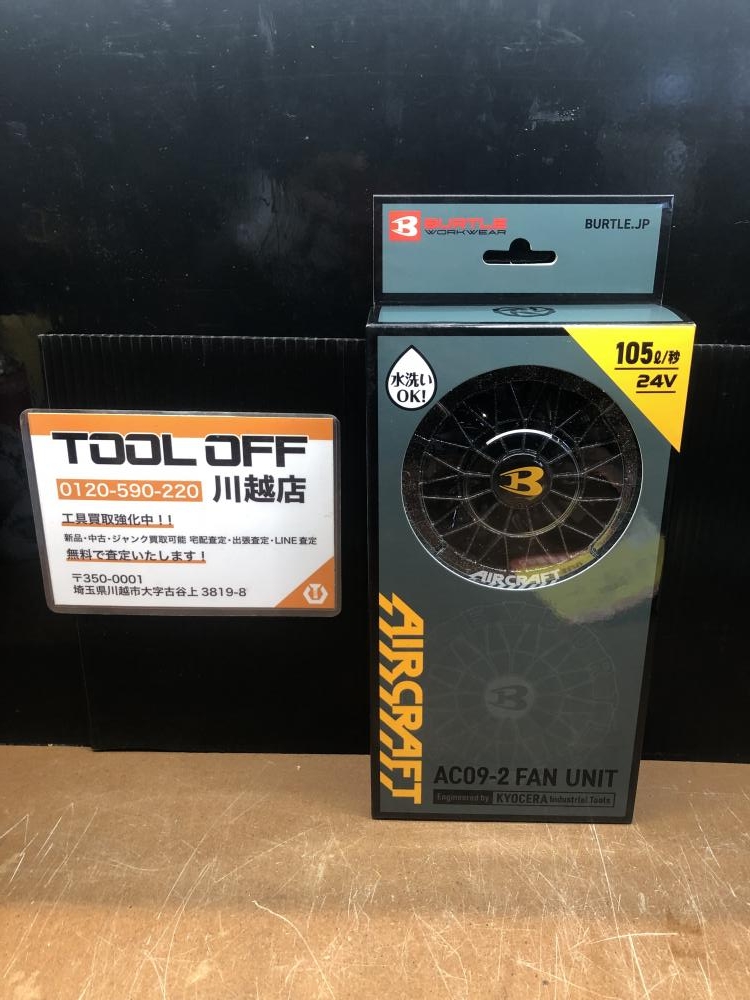 TOOL OFF
0120-590-220 川越店
工具買取強化中！！
新品・中古・ジャンク買取可能 宅配査定・出張査定・LINE査定
無料で査定いたします！
〒350-0001
埼玉県川越市大字古谷上 3819-8
B BURTLE
WORKWEAR
BURTLE.JP
水洗い
OK!
105ℓ/秒
24V
B
AIRCRAFT
AIRCRAFT
B
AC09-2 FAN UNIT
Engineered by KYOCERA Industrial Tools